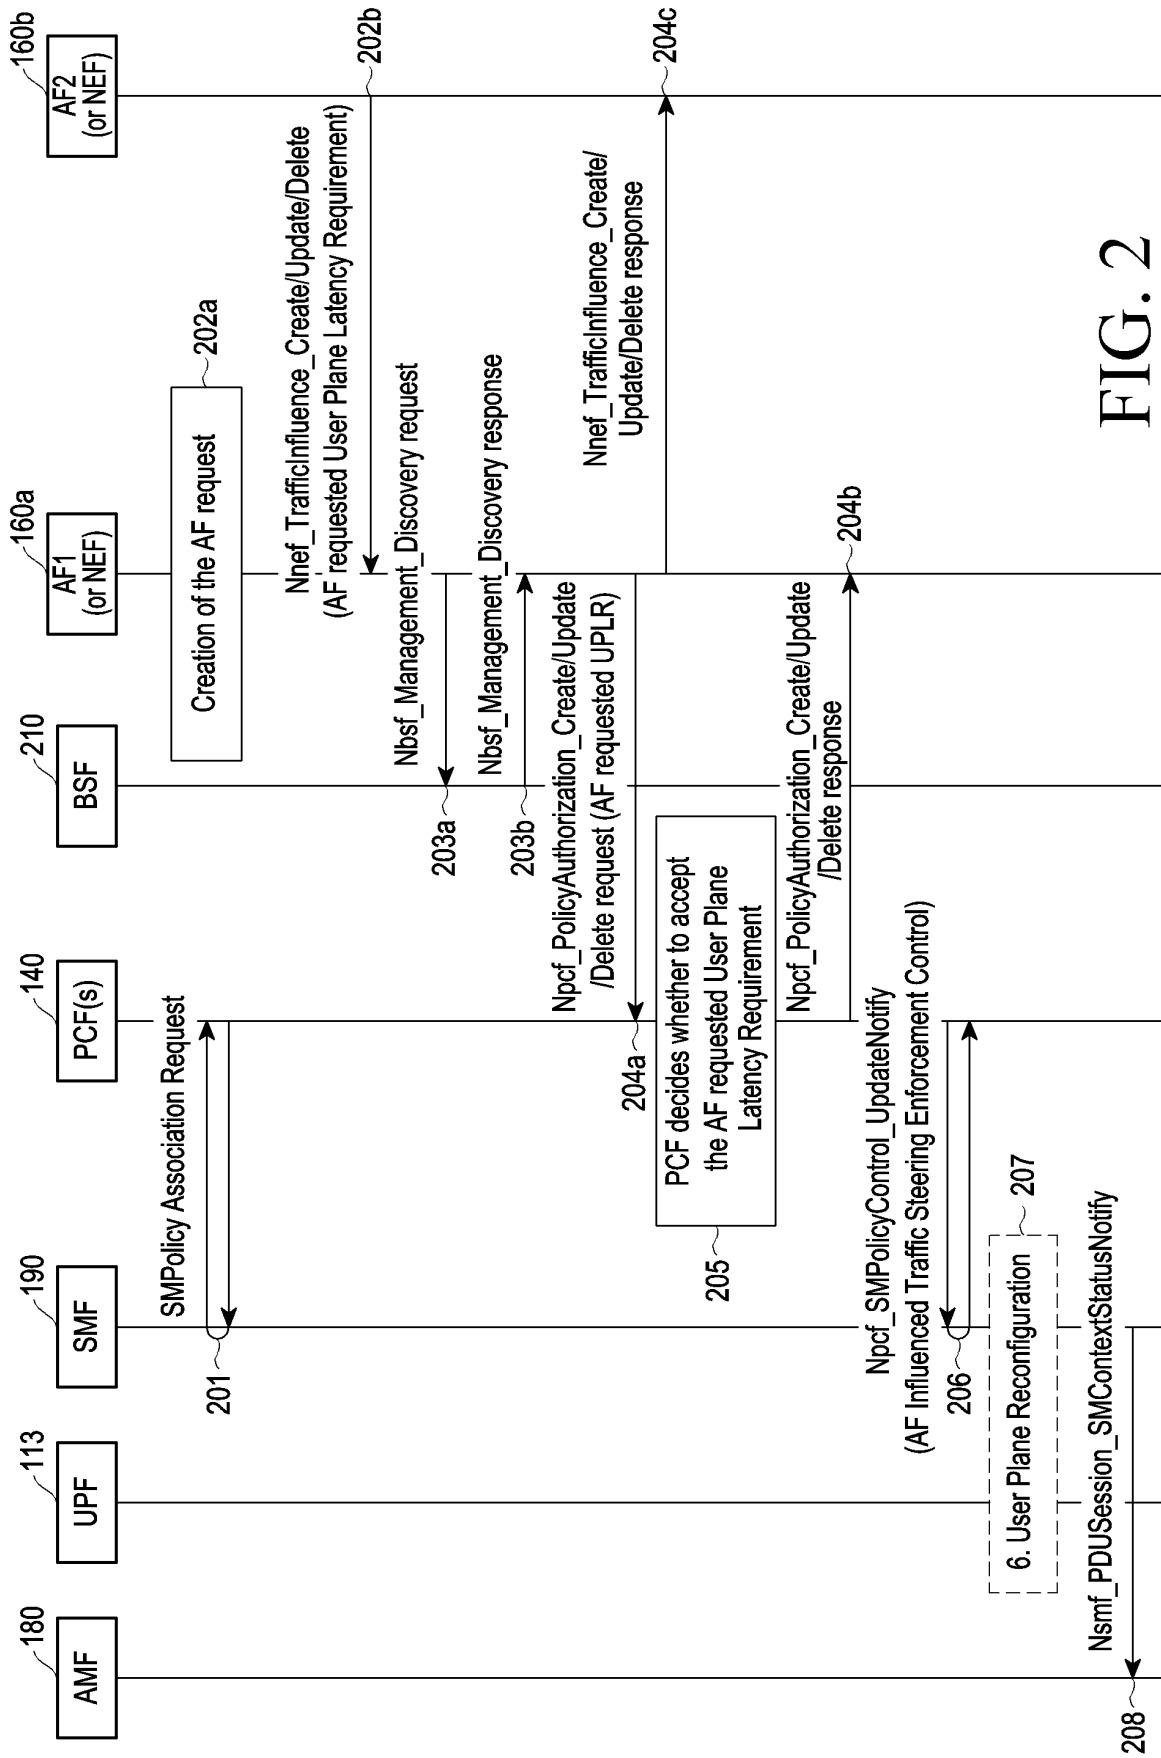 180
AMF
113
UPF
190
SMF
140
PCF(s)
210
BSF
160a
AF1
(or NEF)
160b
AF2
(or NEF)
SMPolicy Association Request
201
Creation of the AF request
202a
Nnef_TrafficInfluence_Create/Update/Delete
(AF requested User Plane Latency Requirement)
202b
Nbsf_Management_Discovery request
203a
Nbsf_Management_Discovery response
203b
Npcf_PolicyAuthorization_Create/Update
/Delete request (AF requested UPLR)
204a
Nnef_TrafficInfluence_Create/
Update/Delete response
204c
PCF decides whether to accept
the AF requested User Plane
Latency Requirement
205
Npcf_PolicyAuthorization_Create/Update
/Delete response
204b
Npcf_SMPolicyControl_UpdateNotify
(AF Influenced Traffic Steering Enforcement Control)
206
6. User Plane Reconfiguration
207
Nsmf_PDUSession_SMContextStatusNotify
208
FIG. 2